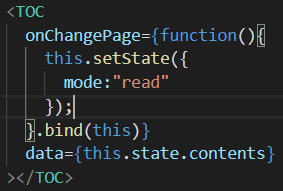 <TOC
onChangePage={function(){
this.setState({
mode:"read"
});
}.bind(this)}
data={this.state.contents}
></TOC>